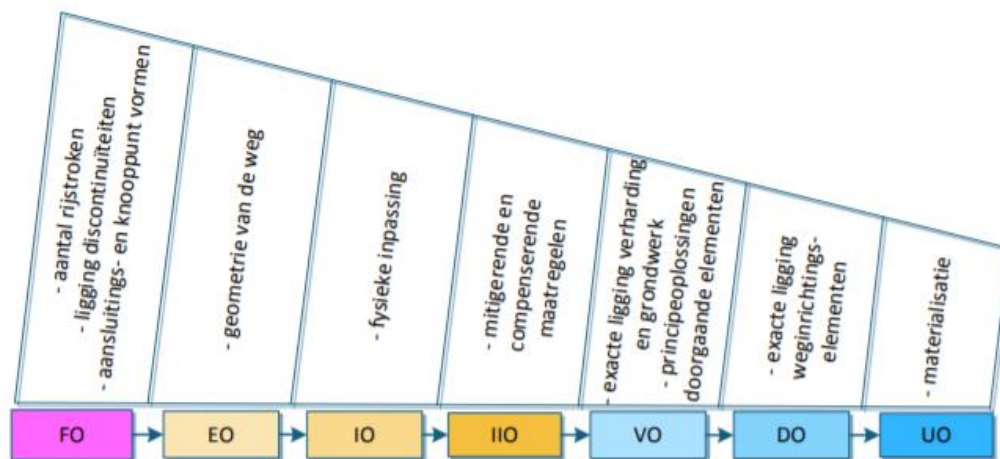 - aantal rijstroken
- ligging discontinuïteiten
- aansluitings- en knooppunt vormen
- geometrie van de weg
- fysieke inpassing
- mitigerende en
compenserende
maatregelen
- exacte ligging verharding
en grondwerk
- principeoplossingen
doorgaande elementen
- exacte ligging
weginrichtings-
elementen
- materialisatie
FO
EO
IO
IIO
VO
DO
UO